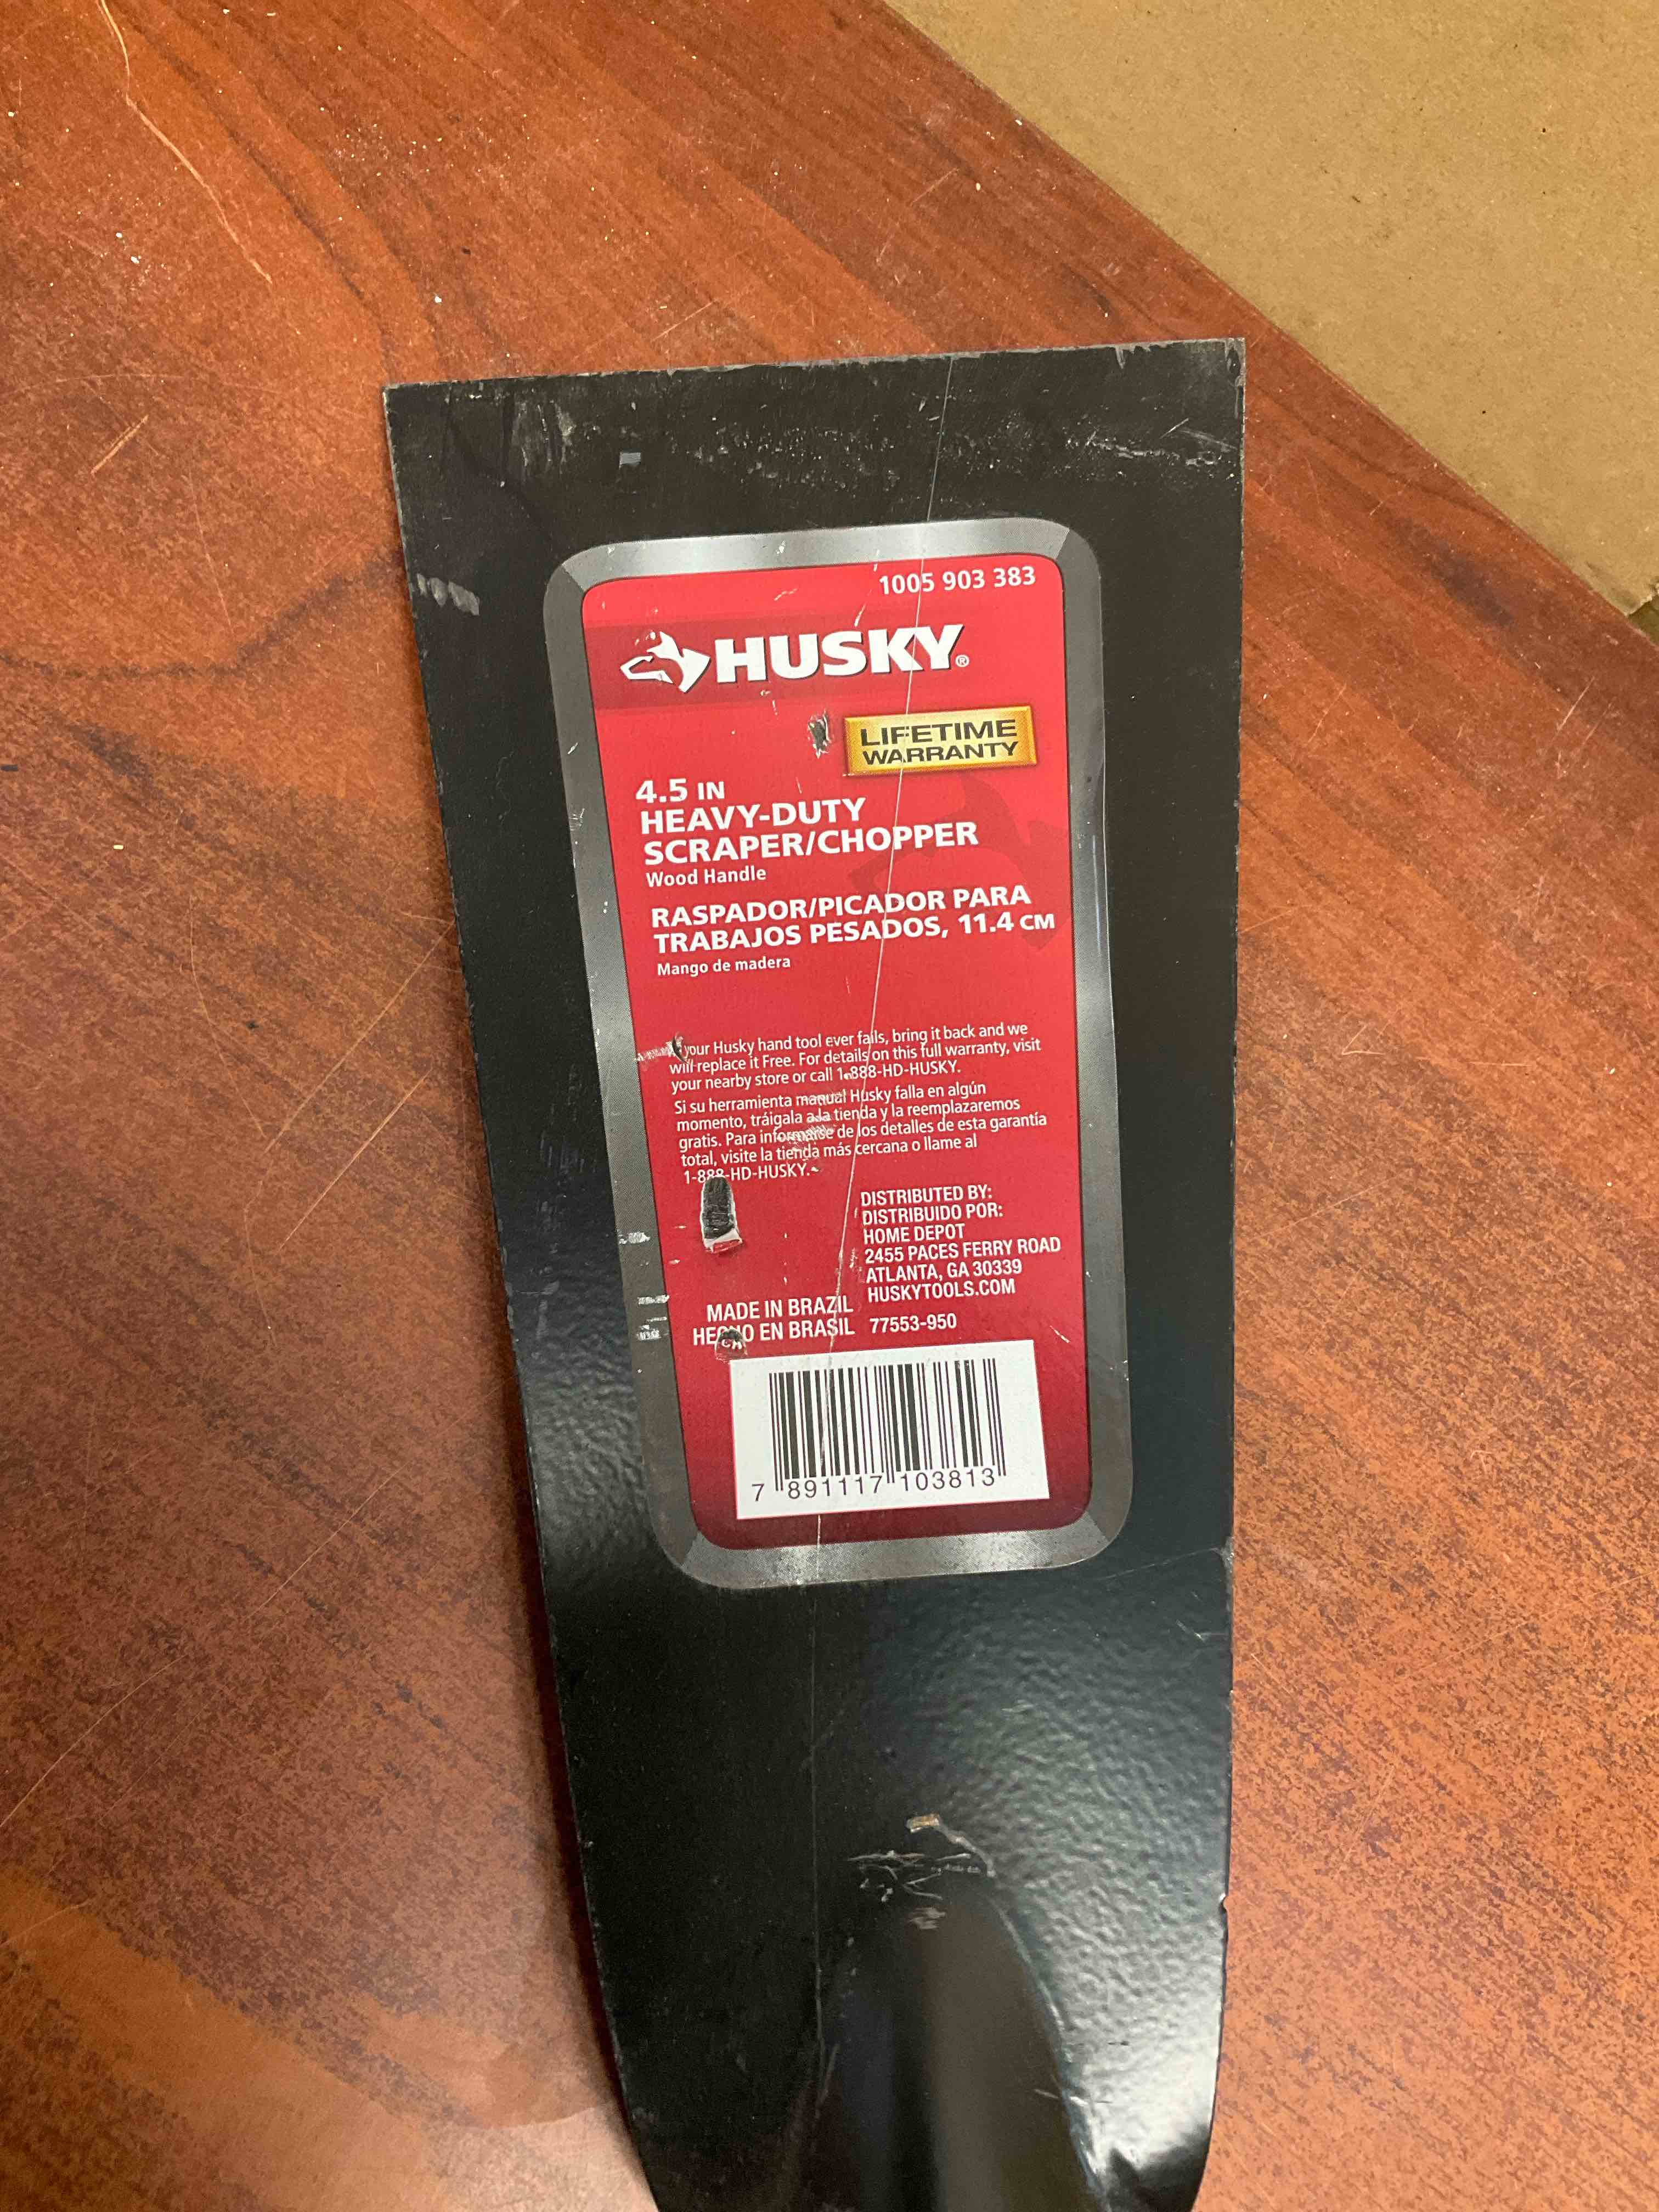 1005 903 383
HUSKY®
LIFETIME
WARRANTY
4.5 IN
HEAVY-DUTY
SCRAPER/CHOPPER
Wood Handle
RASPADOR/PICADOR PARA
TRABAJOS PESADOS, 11.4 CM
Mango de madera
your Husky hand tool ever fails, bring it back and we
will replace it Free. For details on this full warranty, visit
your nearby store or call 1-888-HD-HUSKY.
Si su herramienta manual Husky falla en algún
momento, tráigala a la tienda y la reemplazaremos
gratis. Para informarse de los detalles de esta garantía
total, visite la tienda más cercana o llame al
1-888-HD-HUSKY.
DISTRIBUTED BY:
DISTRIBUIDO POR:
HOME DEPOT
2455 PACES FERRY ROAD
ATLANTA, GA 30339
HUSKYTOOLS.COM
MADE IN BRAZIL
HECHO EN BRASIL 77553-950
7 891117 103813